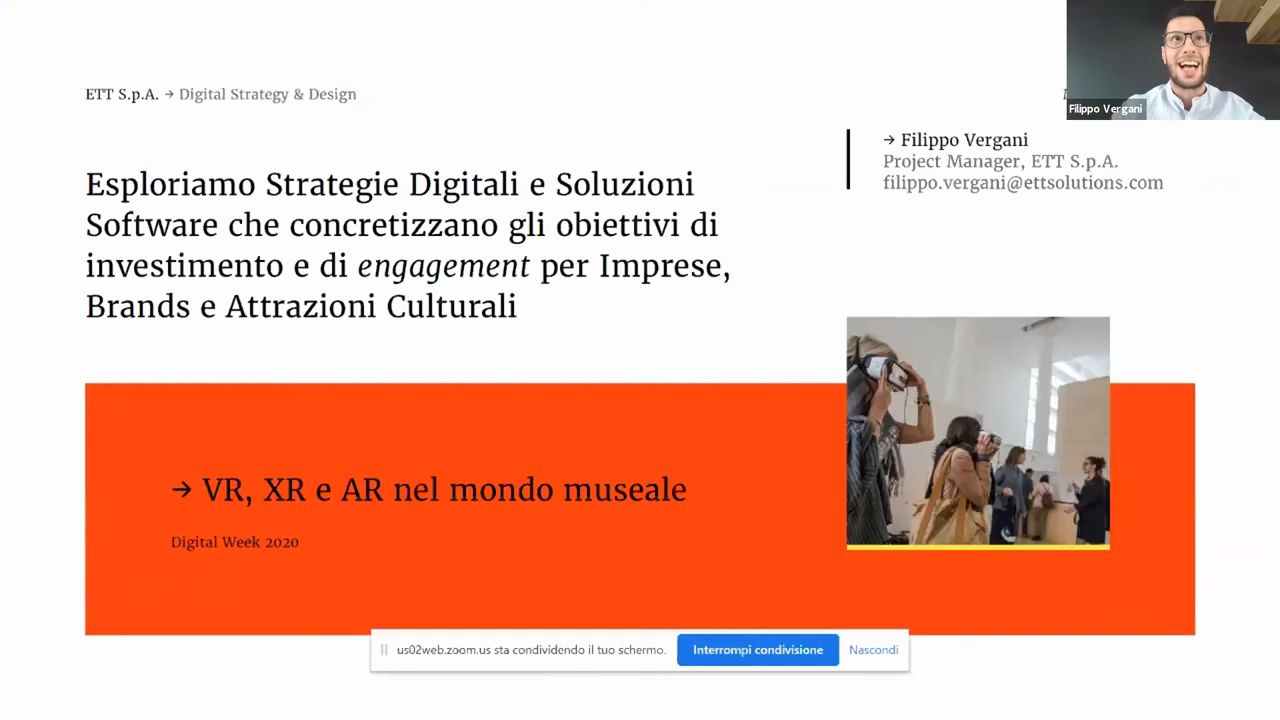 ETT S.p.A. → Digital Strategy & Design
Filippo Vergani
→ Filippo Vergani
Project Manager, ETT S.p.A.
filippo.vergani@ettsolutions.com
Esploriamo Strategie Digitali e Soluzioni
Software che concretizzano gli obiettivi di
investimento e di engagement per Imprese,
Brands e Attrazioni Culturali
→ VR, XR e AR nel mondo museale
Digital Week 2020
us02web.zoom.us sta condividendo il tuo schermo.
Interrompi condivisione
Nascondi